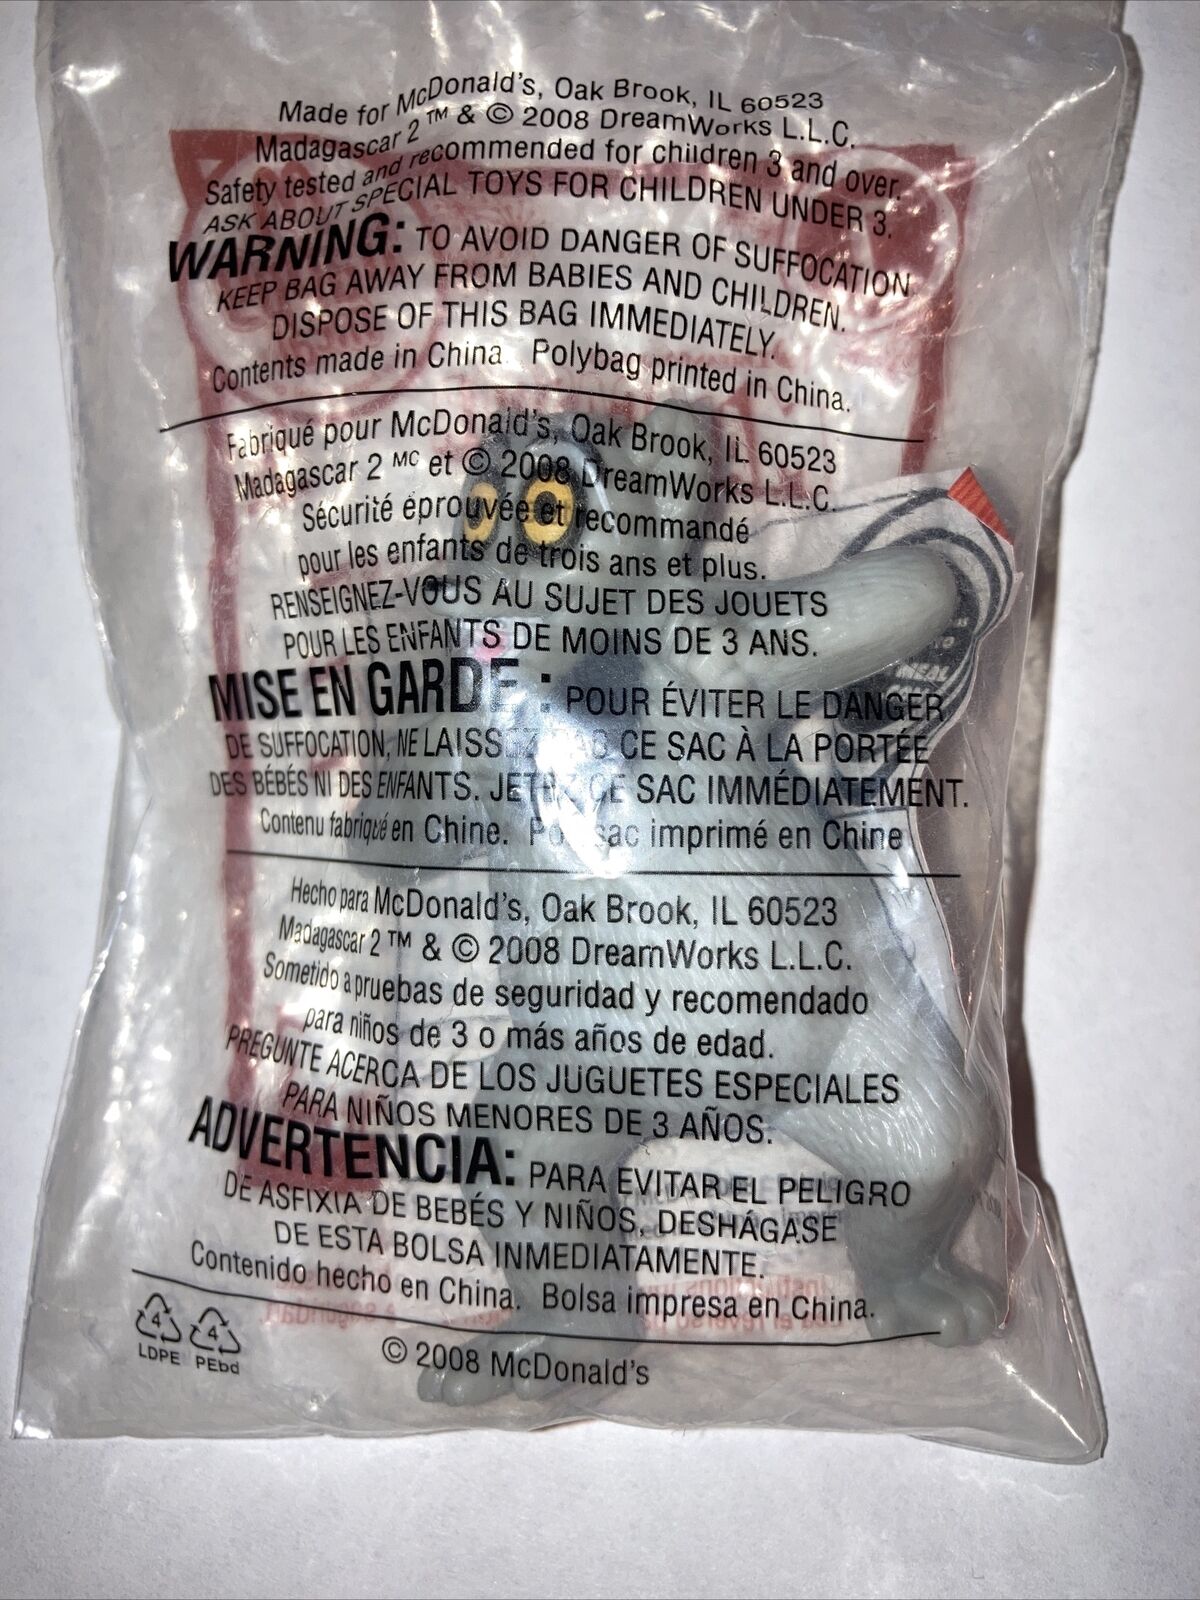 Made for McDonald's, Oak Brook, IL 60523
Madagascar 2 ™ & © 2008 DreamWorks L.L.C.
Safety tested and recommended for children 3 and over.
ASK ABOUT SPECIAL TOYS FOR CHILDREN UNDER 3.
WARNING: TO AVOID DANGER OF SUFFOCATION
KEEP BAG AWAY FROM BABIES AND CHILDREN.
DISPOSE OF THIS BAG IMMEDIATELY.
Contents made in China. Polybag printed in China.
Fabriqué pour McDonald's, Oak Brook, IL 60523
Madagascar 2 MC et © 2008 DreamWorks L.L.C.
Sécurité éprouvée et recommandé
pour les enfants de trois ans et plus.
RENSEIGNEZ-VOUS AU SUJET DES JOUETS
POUR LES ENFANTS DE MOINS DE 3 ANS.
MISE EN GARDE : POUR ÉVITER LE DANGER
DE SUFFOCATION, NE LAISSEZ PAS CE SAC À LA PORTÉE
DES BÉBÉS NI DES ENFANTS. JETEZ CE SAC IMMÉDIATEMENT.
Contenu fabriqué en Chine. Polysac imprimé en Chine
Hecho para McDonald's, Oak Brook, IL 60523
Madagascar 2 ™ & © 2008 DreamWorks L.L.C.
Sometido a pruebas de seguridad y recomendado
para niños de 3 o más años de edad.
PREGUNTE ACERCA DE LOS JUGUETES ESPECIALES
PARA NIÑOS MENORES DE 3 AÑOS.
ADVERTENCIA: PARA EVITAR EL PELIGRO
DE ASFIXIA DE BEBÉS Y NIÑOS, DESHÁGASE
DE ESTA BOLSA INMEDIATAMENTE.
Contenido hecho en China. Bolsa impresa en China.
4 4
LDPE PEbd
© 2008 McDonald's
MEAL